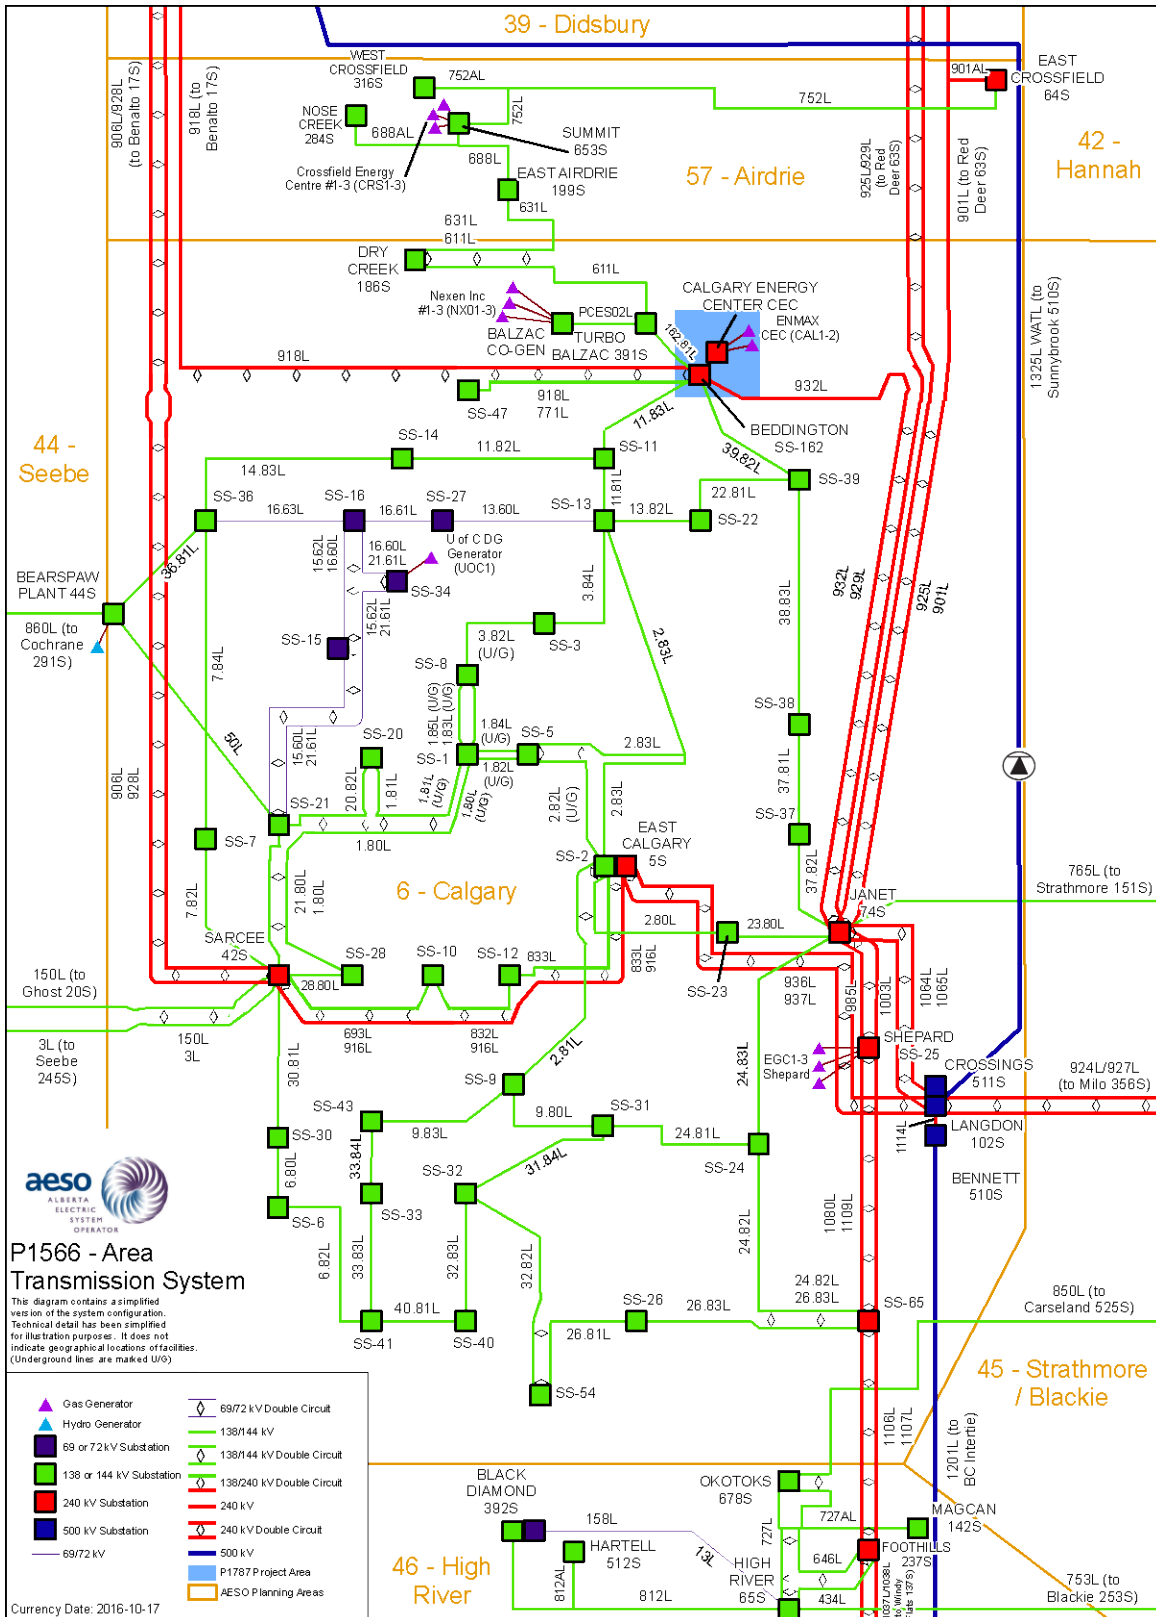 39 - Didsbury
WEST
CROSSFIELD
316S
752AL
752L
752L
901AL
EAST
CROSSFIELD
64S
906L/928L
(to Benalto 17S)
918L (to
Benalto 17S)
NOSE
CREEK
284S
688AL
688L
SUMMIT
653S
Crossfield Energy
Centre #1-3 (CRS1-3)
EAST AIRDRIE
199S
57 - Airdrie
925L/929L
(to Red
Deer 63S)
901L (to Red
Deer 63S)
42 -
Hannah
631L
631L
611L
DRY
CREEK
186S
611L
Nexen Inc
#1-3 (NX01-3)
PCES02L
BALZAC
CO-GEN
TURBO
BALZAC 391S
CALGARY ENERGY
CENTER CEC
ENMAX
CEC (CAL1-2)
162.81L
1325L WATL (to
Sunnybrook 510S)
918L
918L
771L
SS-47
932L
BEDDINGTON
SS-162
11.83L
39.82L
44 -
Seebe
SS-14
11.82L
SS-11
14.83L
11.81L
SS-39
22.81L
SS-36
SS-16
SS-27
SS-13
16.63L
16.61L
13.60L
13.82L
SS-22
15.62L
16.60L
16.60L
21.61L
U of C DG
Generator
(UOC1)
SS-34
36.81L
BEARSPAW
PLANT 44S
860L (to
Cochrane
291S)
15.62L
21.61L
SS-15
3.84L
38.83L
932L
929L
925L
901L
3.82L
(U/G)
SS-3
2.83L
SS-8
7.84L
1.85L (U/G)
1.83L (U/G)
1.84L
(U/G)
SS-5
1.82L
(U/G)
2.83L
SS-38
50L
15.60L
21.61L
SS-20
SS-1
906L
928L
20.82L
1.81L
1.81L
(U/G)
1.80L
(U/G)
2.82L
(U/G)
2.83L
37.81L
SS-21
SS-7
1.80L
SS-37
EAST
CALGARY
5S
SS-2
37.82L
6 - Calgary
21.80L
1.80L
7.82L
JANET
74S
765L (to
Strathmore 151S)
2.80L
23.80L
SARCEE
42S
SS-28
SS-10
SS-12
833L
833L
916L
SS-23
28.80L
150L (to
Ghost 20S)
936L
937L
985L
1003L
1064L
1065L
693L
916L
832L
916L
150L
3L
3L (to
Seebe
245S)
30.81L
2.81L
24.83L
SHEPARD
SS-25
EGC1-3
Shepard
CROSSINGS
511S
924L/927L
(to Milo 356S)
SS-9
SS-43
9.83L
9.80L
SS-31
24.81L
SS-24
1114L
LANGDON
102S
BENNETT
510S
SS-30
33.84L
SS-32
31.84L
aeso
ALBERTA
ELECTRIC
SYSTEM
OPERATOR
6.80L
SS-6
SS-33
1080L
1109L
P1566 - Area
Transmission System
6.82L
33.83L
32.83L
32.82L
24.82L
This diagram contains a simplified
version of the system configuration.
Technical detail has been simplified
for illustration purposes. It does not
indicate geographical locations of facilities.
(Underground lines are marked U/G)
40.81L
SS-41
SS-40
SS-26
26.83L
26.81L
24.82L
26.83L
SS-65
850L (to
Carseland 525S)
SS-54
45 - Strathmore
/ Blackie
1106L
1107L
1201L (to
BC Intertie)
Gas Generator
Hydro Generator
69 or 72 kV Substation
138 or 144 kV Substation
240 kV Substation
500 kV Substation
69/72 kV
69/72 kV Double Circuit
138/144 kV
138/144 kV Double Circuit
138/240 kV Double Circuit
240 kV
240 kV Double Circuit
500 kV
P1787 Project Area
AESO Planning Areas
Currency Date: 2016-10-17
BLACK
DIAMOND
392S
158L
HARTELL
512S
812AL
812L
13L
46 - High
River
OKOTOKS
678S
727L
727AL
MAGCAN
142S
FOOTHILLS
237S
646L
HIGH
RIVER
65S
434L
1037L/1038L
753L (to
Blackie 253S)